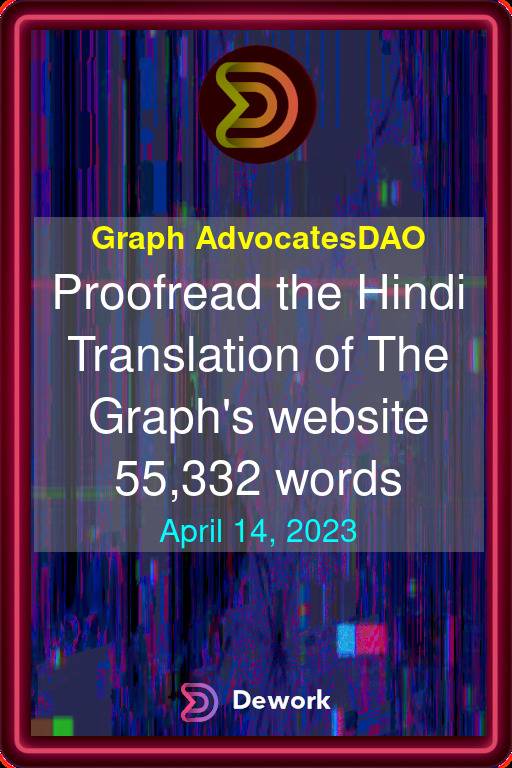 Graph AdvocatesDAO
Proofread the Hindi
Translation of The
Graph's website
55,332 words
April 14, 2023
Dework